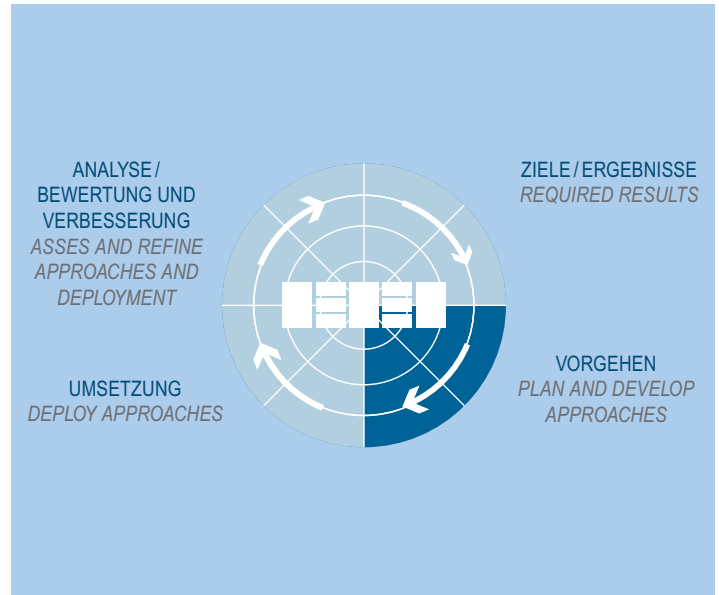 ANALYSE/
BEWERTUNG UND
VERBESSERUNG
ASSES AND REFINE
APPROACHES AND
DEPLOYMENT
ZIELE/ERGEBNISSE
REQUIRED RESULTS
UMSETZUNG
DEPLOY APPROACHES
VORGEHEN
PLAN AND DEVELOP
APPROACHES